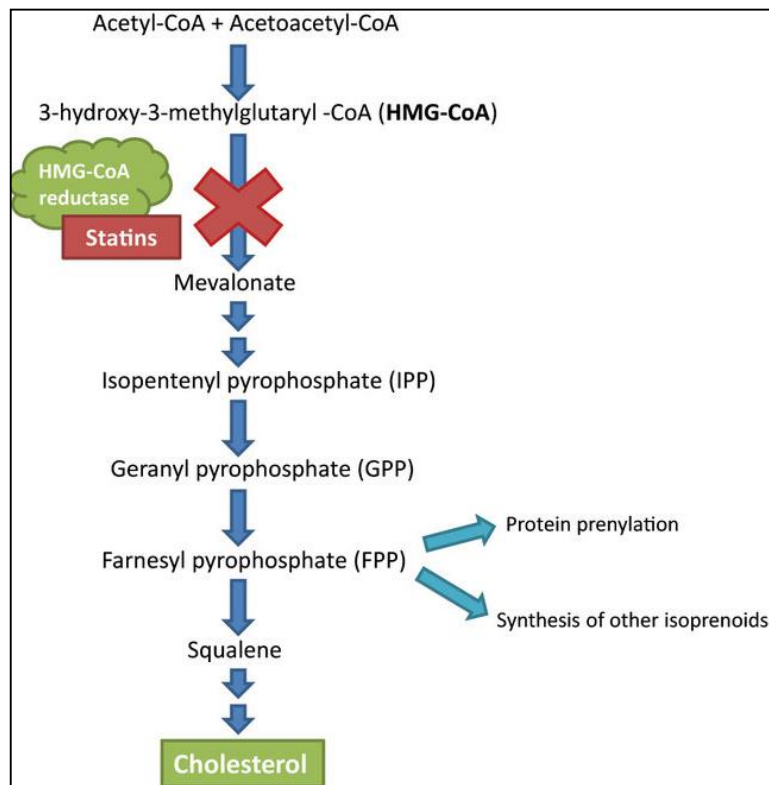 Acetyl-CoA + Acetoacetyl-CoA
3-hydroxy-3-methylglutaryl -CoA (HMG-CoA)
HMG-CoA
reductase
Statins
Mevalonate
Isopentenyl pyrophosphate (IPP)
Geranyl pyrophosphate (GPP)
Protein prenylation
Farnesyl pyrophosphate (FPP)
Synthesis of other isoprenoids
Squalene
Cholesterol